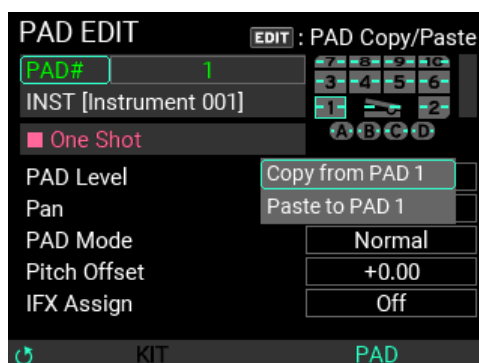 PAD EDIT
EDIT : PAD Copy/Paste
PAD# 1
INST [Instrument 001]
One Shot
-7- -8- -9- -10-
-3- -4- -5- -6-
-1- -2-
A B C D
PAD Level
Copy from PAD 1
Pan
Paste to PAD 1
PAD Mode Normal
Pitch Offset +0.00
IFX Assign Off
KIT PAD